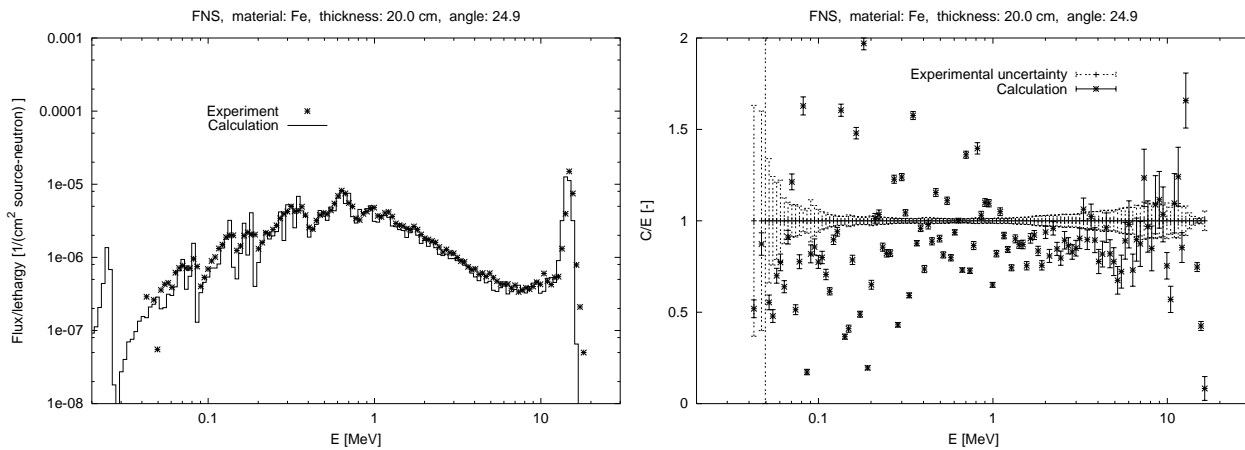 FNS, material: Fe, thickness: 20.0 cm, angle: 24.9
0.001
0.0001
1e-05
1e-06
1e-07
1e-08
Flux/lethargy [1/(cm^2 source-neutron) ]
Experiment
Calculation
0.1
1
10
E [MeV]
FNS, material: Fe, thickness: 20.0 cm, angle: 24.9
2
1.5
1
0.5
0
C/E [-]
Experimental uncertainty
Calculation
0.1
1
10
E [MeV]